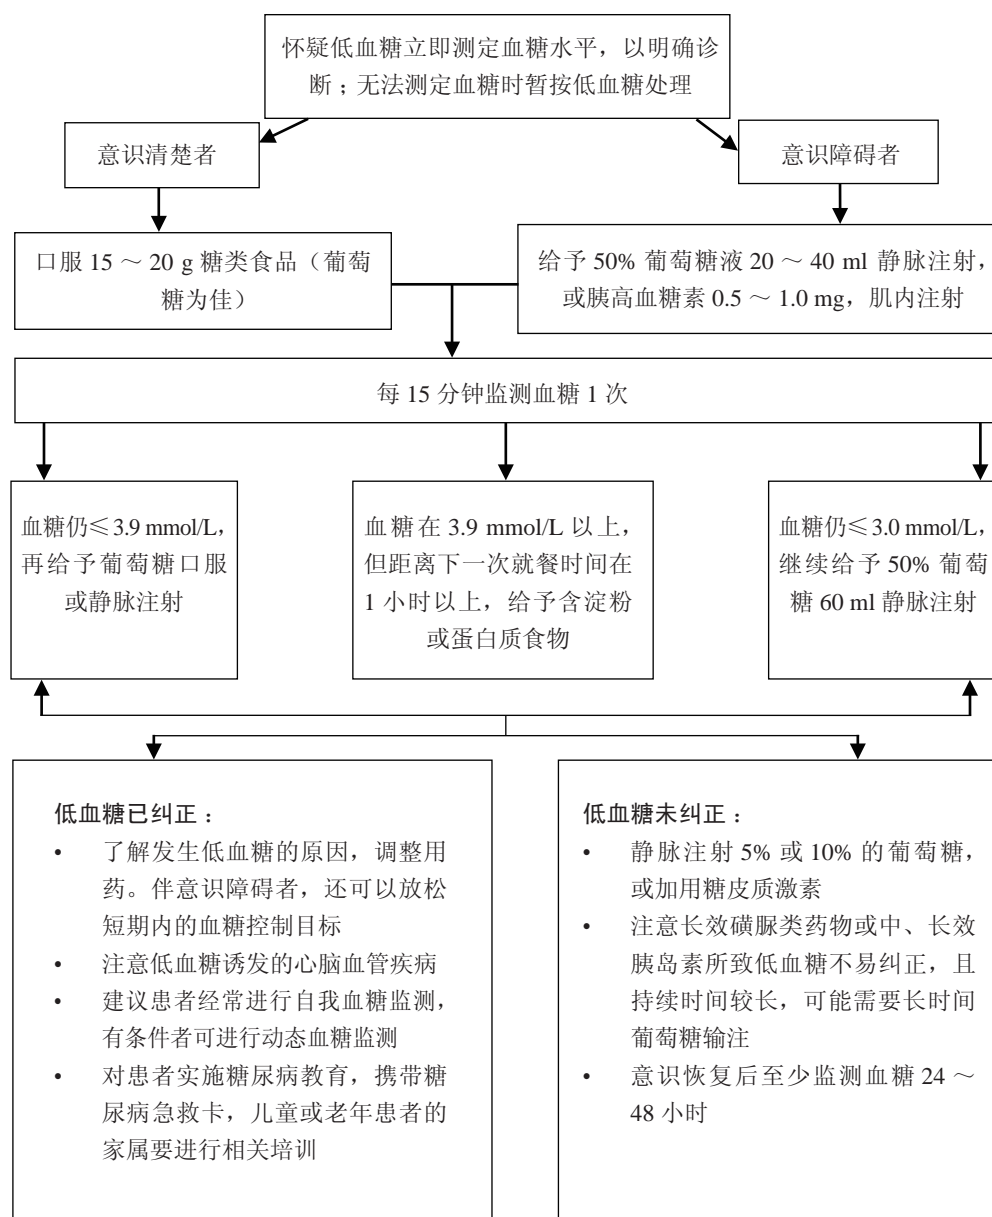 怀疑低血糖立即测定血糖水平，以明确诊
断；无法测定血糖时暂按低血糖处理
意识清楚者
意识障碍者
口服 15 ～ 20 g 糖类食品（葡萄
糖为佳）
给予 50% 葡萄糖液 20 ～ 40 ml 静脉注射，
或胰高血糖素 0.5 ～ 1.0 mg，肌内注射
每 15 分钟监测血糖 1 次
血糖仍≤ 3.9 mmol/L，
再给予葡萄糖口服
或静脉注射
血糖在 3.9 mmol/L 以上，
但距离下一次就餐时间在
1 小时以上，给予含淀粉
或蛋白质食物
血糖仍≤ 3.0 mmol/L，
继续给予 50% 葡萄
糖 60 ml 静脉注射
低血糖已纠正：
• 了解发生低血糖的原因，调整用
药。伴意识障碍者，还可以放松
短期内的血糖控制目标
• 注意低血糖诱发的心脑血管疾病
• 建议患者经常进行自我血糖监测，
有条件者可进行动态血糖监测
• 对患者实施糖尿病教育，携带糖
尿病急救卡，儿童或老年患者的
家属要进行相关培训
低血糖未纠正：
• 静脉注射 5% 或 10% 的葡萄糖，
或加用糖皮质激素
• 注意长效磺脲类药物或中、长效
胰岛素所致低血糖不易纠正，且
持续时间较长，可能需要长时间
葡萄糖输注
• 意识恢复后至少监测血糖 24 ～
48 小时